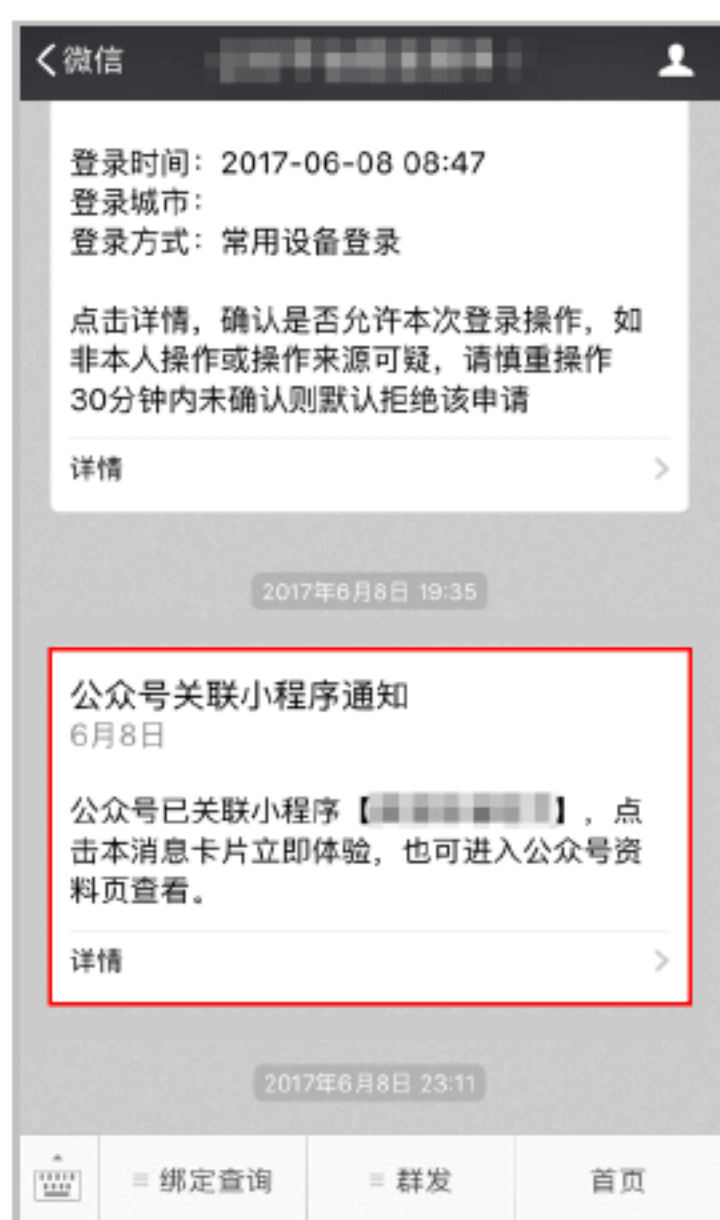 微信
登录时间：2017-06-08 08:47
登录城市：
登录方式：常用设备登录
点击详情，确认是否允许本次登录操作，如
非本人操作或操作来源可疑，请慎重操作
30分钟内未确认则默认拒绝该申请
详情
2017年6月8日 19:35
公众号关联小程序通知
6月8日
公众号已关联小程序【】，点
击本消息卡片立即体验，也可进入公众号资
料页查看。
详情
2017年6月8日 23:11
绑定查询
群发
首页